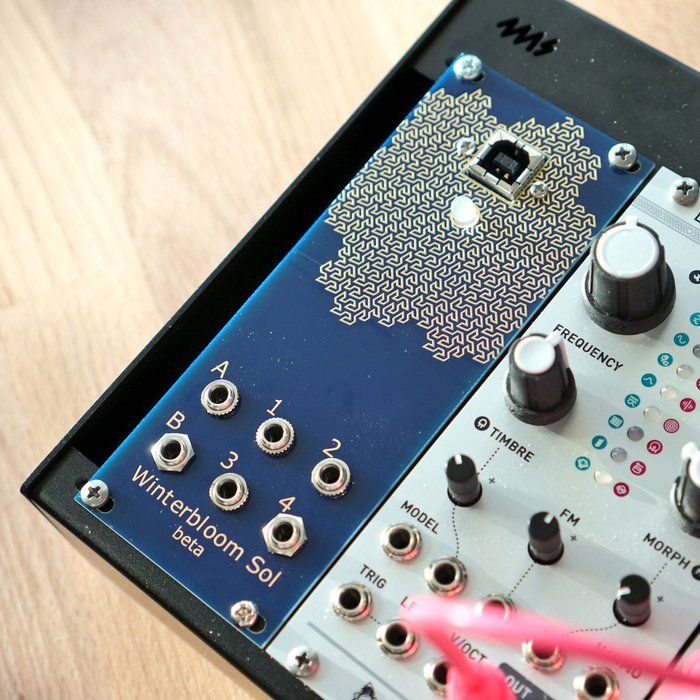 A
1
B
2
3
4
Winterbloom Sol
beta
FREQUENCY
TIMBRE
FM
MODEL
MORPH
TRIG
V/OCT
OUT